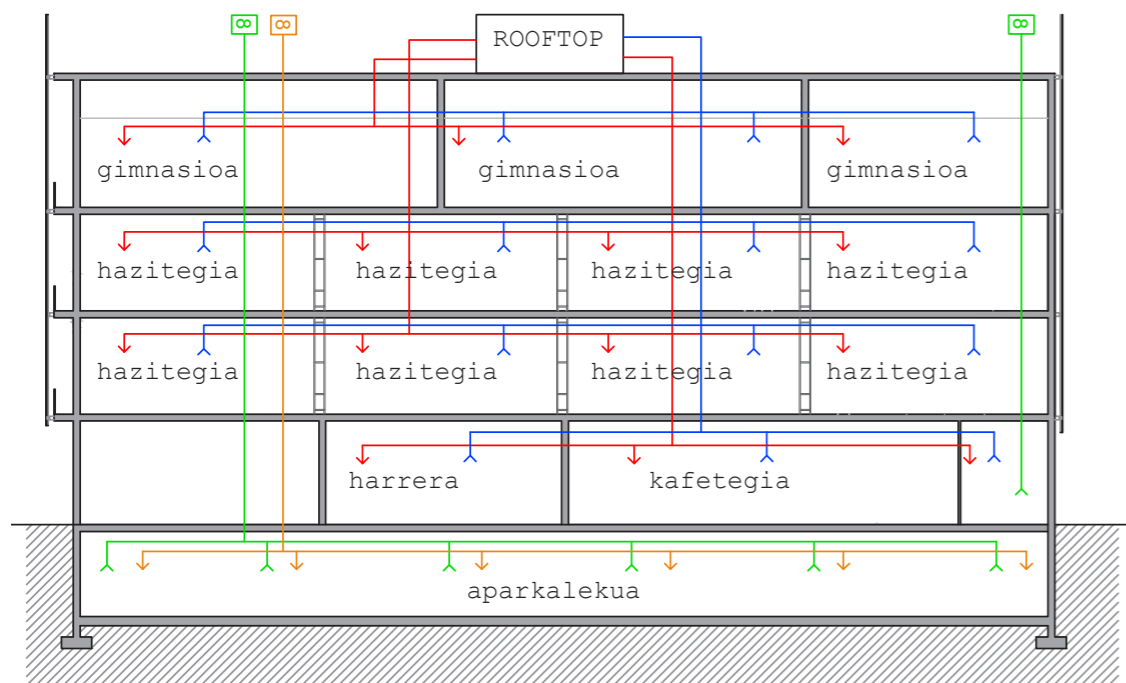 ROOFTOP
gimnasioa gimnasioa gimnasioa
hazitegia hazitegia hazitegia hazitegia
hazitegia hazitegia hazitegia hazitegia
harrera kafetegia
aparkalekua